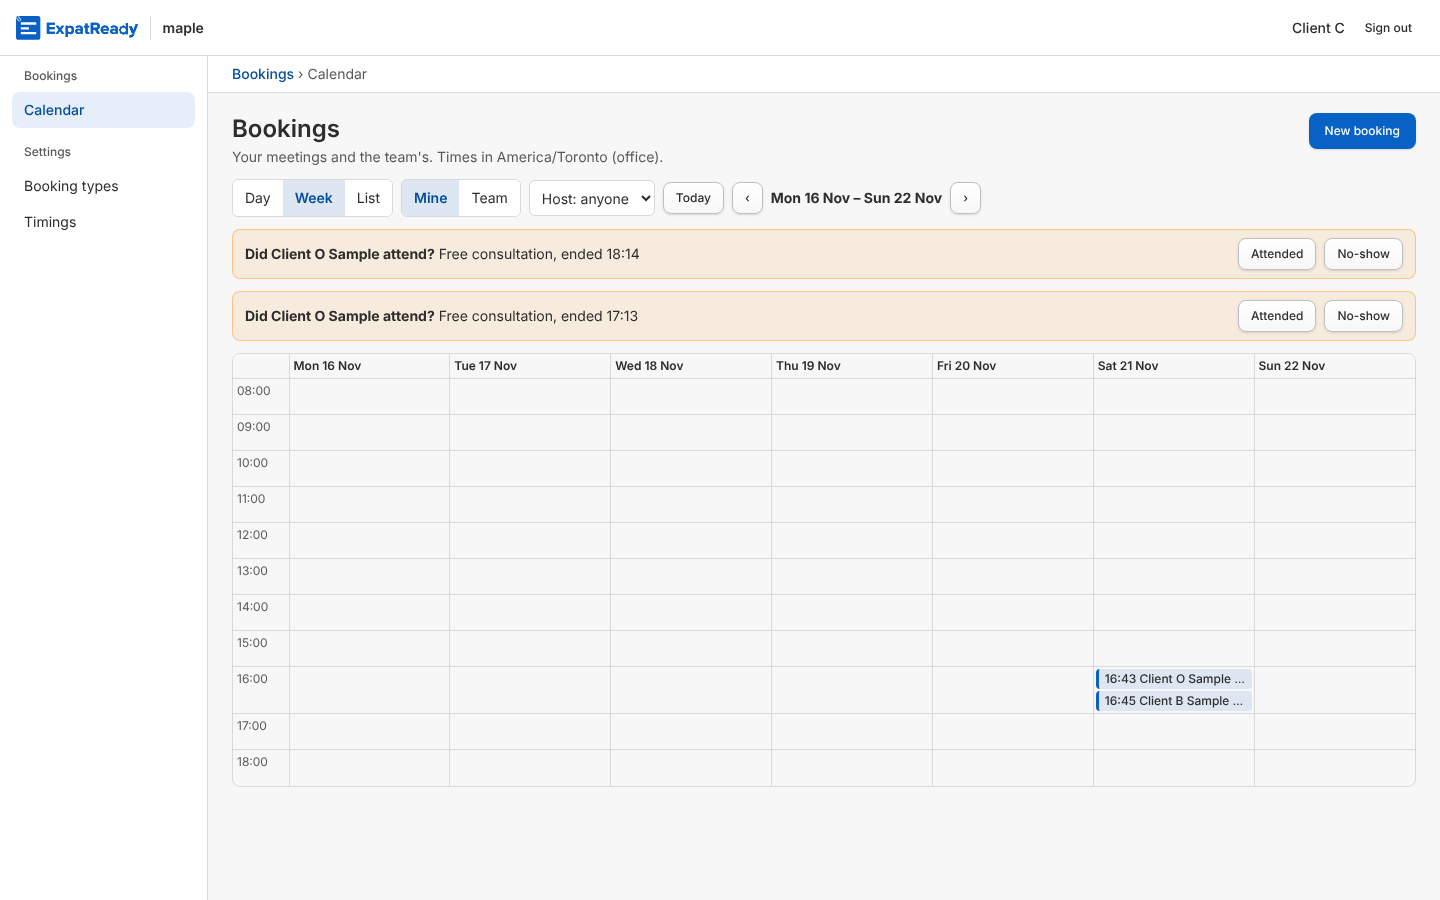 ExpatReady maple Client C Sign out
Bookings
Calendar
Settings
Booking types
Timings
Bookings › Calendar
Bookings
New booking
Your meetings and the team's. Times in America/Toronto (office).
Day Week List Mine Team Host: anyone Today ‹ Mon 16 Nov – Sun 22 Nov ›
Did Client O Sample attend? Free consultation, ended 18:14 Attended No-show
Did Client O Sample attend? Free consultation, ended 17:13 Attended No-show
Mon 16 Nov Tue 17 Nov Wed 18 Nov Thu 19 Nov Fri 20 Nov Sat 21 Nov Sun 22 Nov
08:00
09:00
10:00
11:00
12:00
13:00
14:00
15:00
16:00 16:43 Client O Sample ...
16:45 Client B Sample ...
17:00
18:00